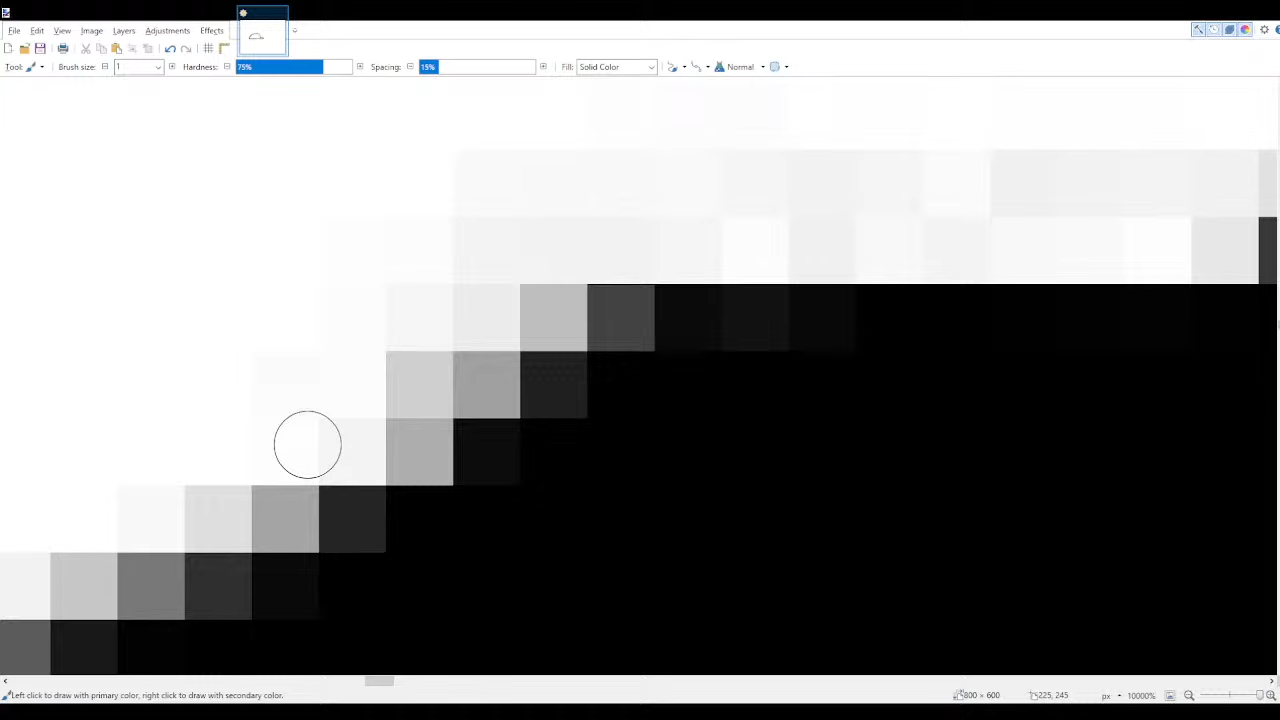 File Edit View Image Layers Adjustments Effects
Tool: Brush size: 1 Hardness: 75% Spacing: 15% Fill: Solid Color Normal
Left click to draw with primary color, right click to draw with secondary color. 800 × 600 225, 245 px 10000%